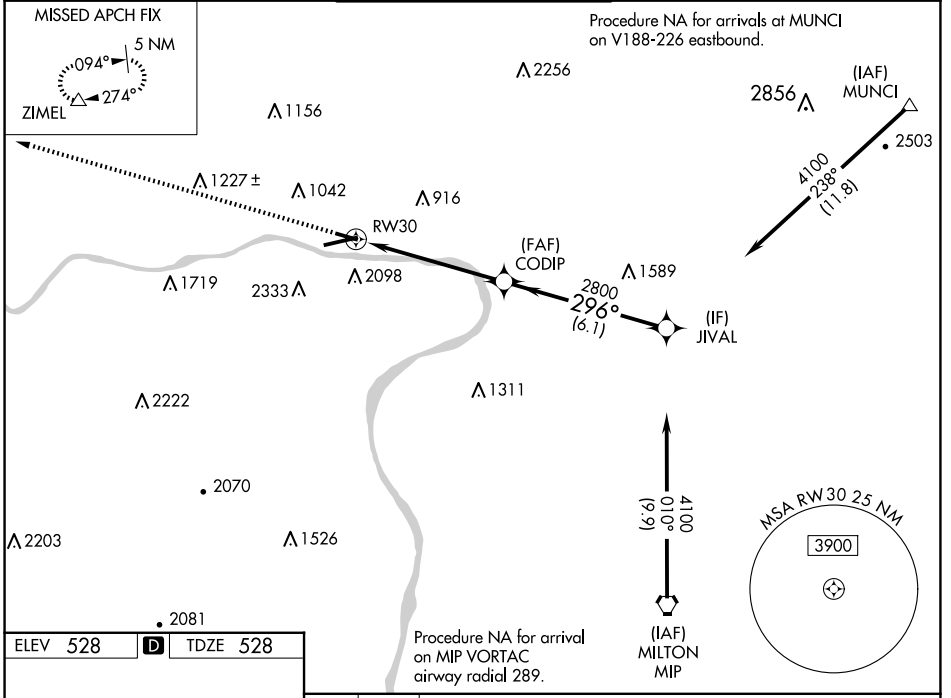 MISSED APCH FIX
5 NM
094°
274°
ZIMEL
Procedure NA for arrivals at MUNCI
on V188-226 eastbound.
2256
2856
(IAF)
MUNCI
2503
1156
4100
238°
(11.8)
1227 ±
1042
916
RW30
(FAF)
CODIP
1589
1719
2333
2098
2800
296°
(6.1)
(IF)
JIVAL
1311
2222
2070
4100
010°
(9.9)
MSA RW30 25 NM
3900
2203
1526
2081
(IAF)
MILTON
MIP
Procedure NA for arrival
on MIP VORTAC
airway radial 289.
ELEV 528 D TDZE 528